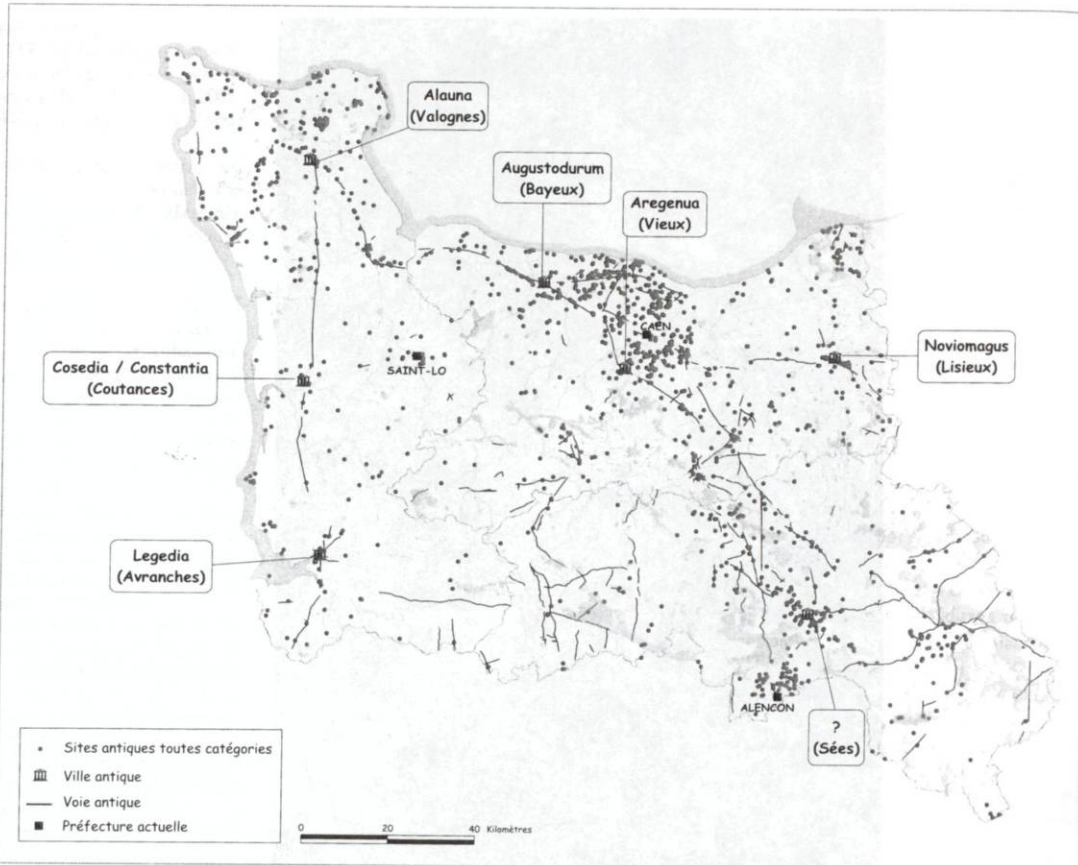 Alauna
(Valognes)
Augustodurum
(Bayeux)
Aregenua
(Vieux)
CAEN
Noviomagus
(Lisieux)
Cosedia / Constantia
(Coutances)
SAINT-LO
Legedia
(Avranches)
ALENCON
?
(Sées)
Sites antiques toutes catégories
Ville antique
Voie antique
Préfecture actuelle
0 20 40 Kilomètres